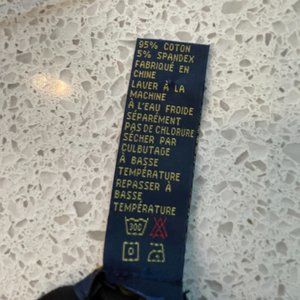 95% COTON
5% SPANDEX
FABRIQUÉ EN
CHINE
LAVER À LA
MACHINE
À L'EAU FROIDE
SÉPARÉMENT
PAS DE CHLORURE
SÉCHER PAR
CULBUTAGE
À BASSE
TEMPÉRATURE
REPASSER À
BASSE
TEMPÉRATURE
30C